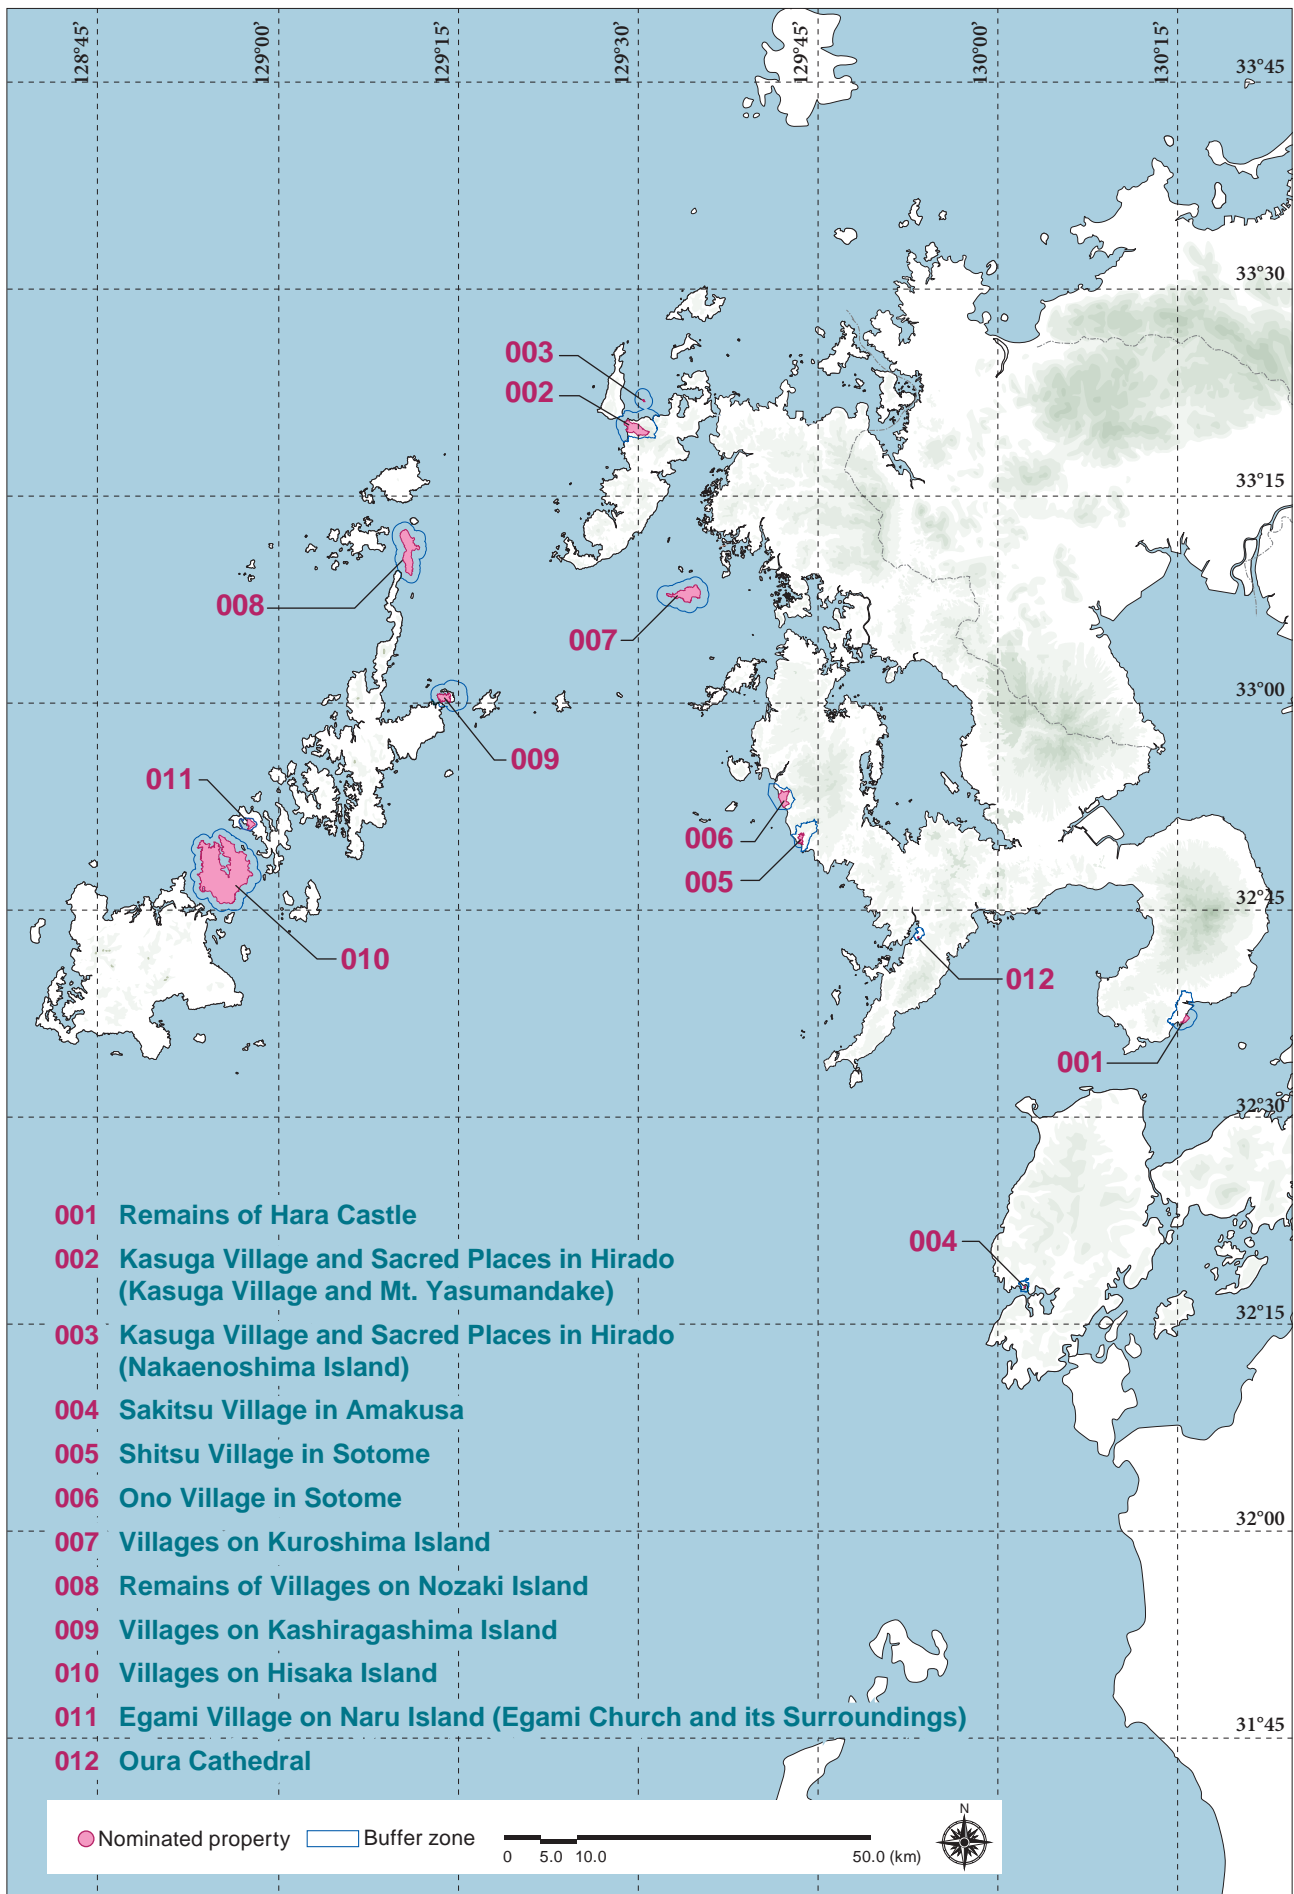 128°45'
129°00'
129°15'
129°30'
129°45'
130°00'
130°15'
33°45'
33°30'
003
002
33°15'
008
007
33°00'
009
011
006
005
32°45'
010
012
001
32°30'
004
32°15'
32°00'
31°45'
001 Remains of Hara Castle
002 Kasuga Village and Sacred Places in Hirado
(Kasuga Village and Mt. Yasumandake)
003 Kasuga Village and Sacred Places in Hirado
(Nakaenoshima Island)
004 Sakitsu Village in Amakusa
005 Shitsu Village in Sotome
006 Ono Village in Sotome
007 Villages on Kuroshima Island
008 Remains of Villages on Nozaki Island
009 Villages on Kashiragashima Island
010 Villages on Hisaka Island
011 Egami Village on Naru Island (Egami Church and its Surroundings)
012 Oura Cathedral
Nominated property
Buffer zone
0 5.0 10.0 50.0 (km)
N